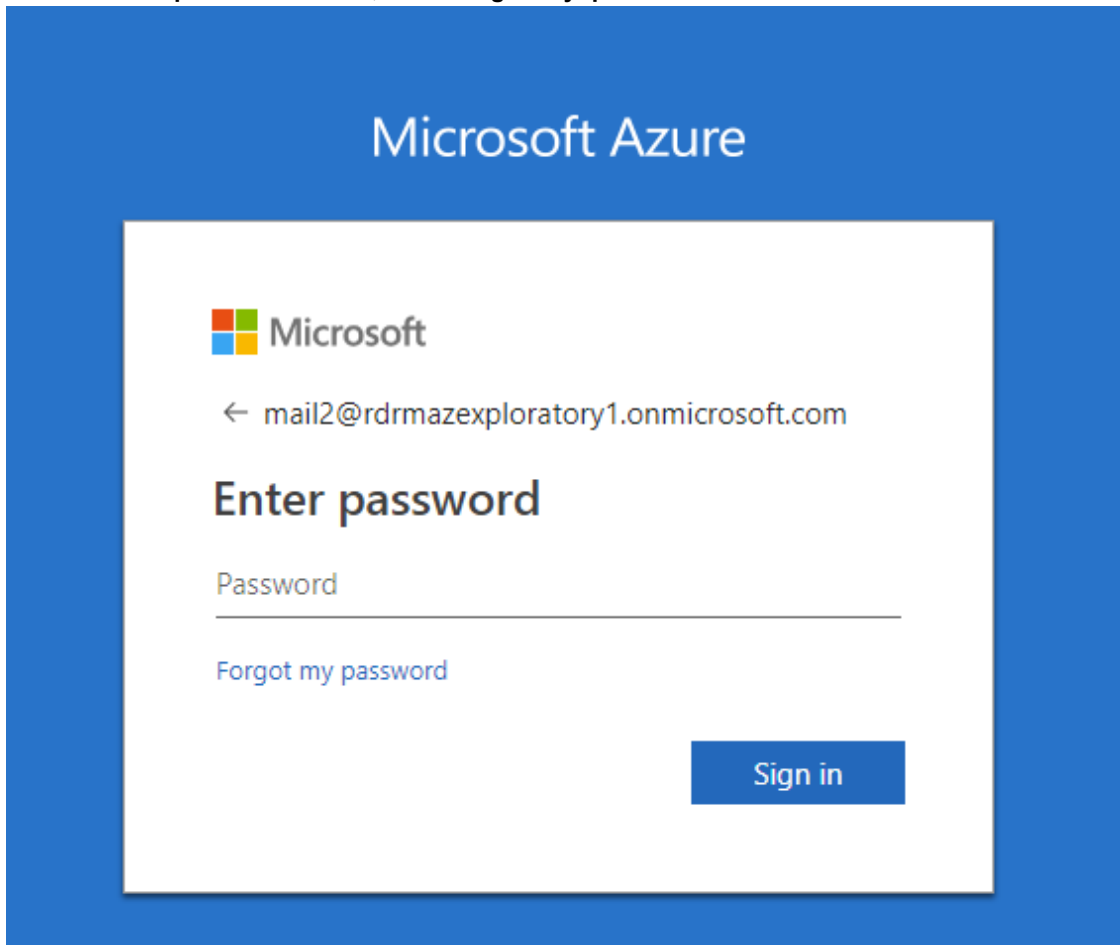 Microsoft Azure
Microsoft
← mail2@rdrmazexploratory1.onmicrosoft.com
Enter password
Password
Forgot my password
Sign in